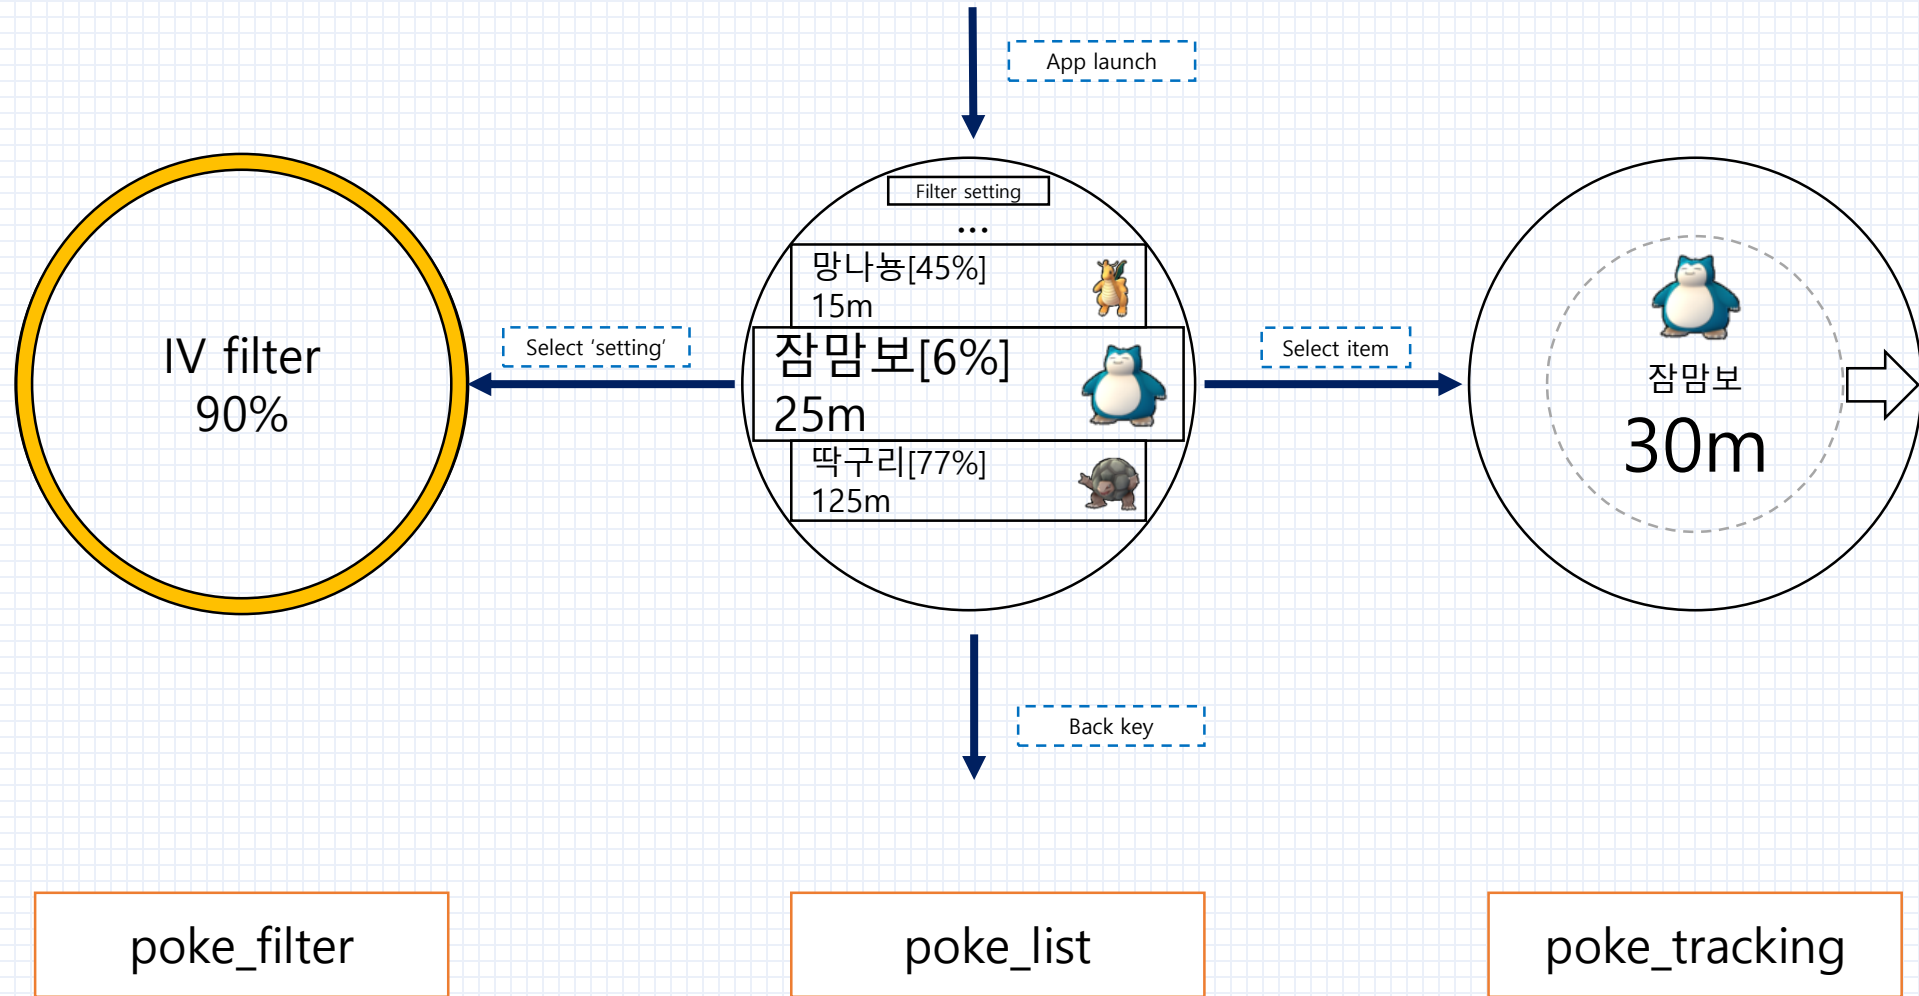 App launch
Filter setting
...
망나뇽[45%]
15m
잠맘보[6%]
25m
딱구리[77%]
125m
IV filter
90%
Select ‘setting’
Select item
잠맘보
30m
Back key
poke_filter
poke_list
poke_tracking